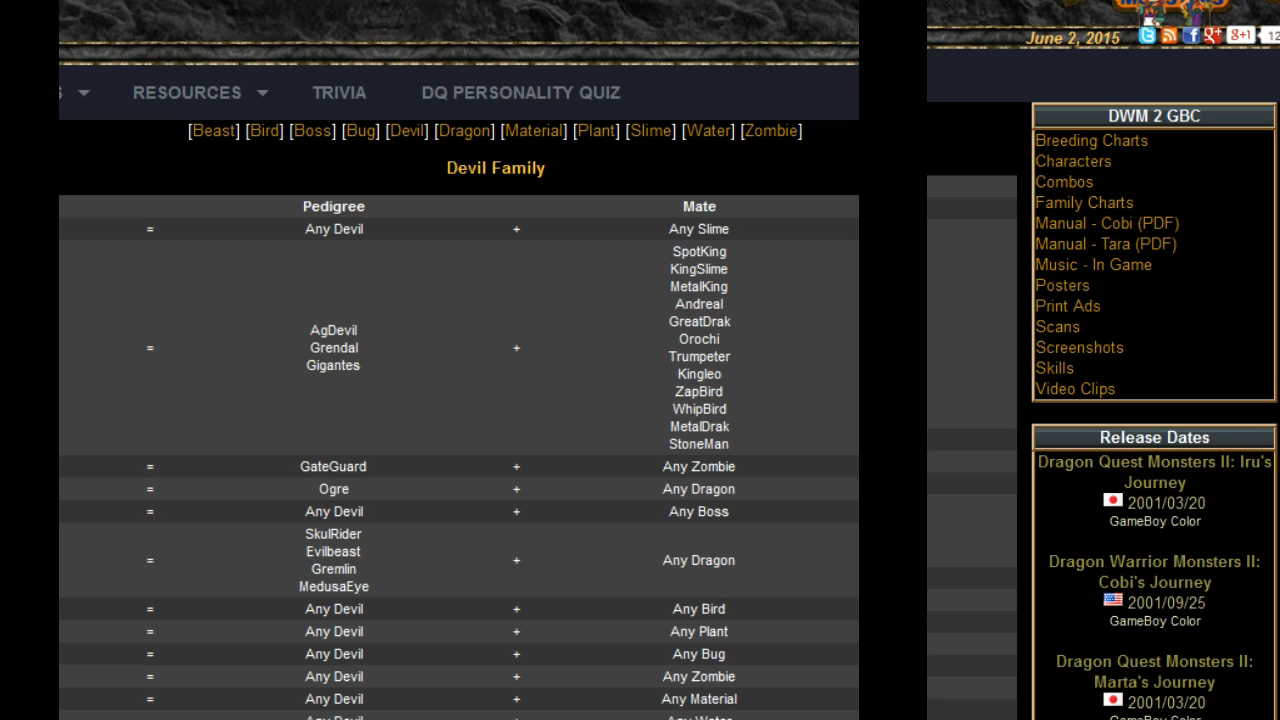 June 2, 2015
8+1
12
RESOURCES
TRIVIA
DQ PERSONALITY QUIZ
[Beast] [Bird] [Boss] [Bug] [Devil] [Dragon] [Material] [Plant] [Slime] [Water] [Zombie]
Devil Family
Pedigree Mate
= Any Devil + Any Slime
SpotKing
KingSlime
MetalKing
Andreal
GreatDrak
Orochi
AgDevil
Grendal
Gigantes
=
+
Trumpeter
Kingleo
ZapBird
WhipBird
MetalDrak
StoneMan
= GateGuard + Any Zombie
= Ogre + Any Dragon
= Any Devil + Any Boss
SkulRider
Evilbeast
Gremlin
MedusaEye
= + Any Dragon
= Any Devil + Any Bird
= Any Devil + Any Plant
= Any Devil + Any Bug
= Any Devil + Any Zombie
= Any Devil + Any Material
DWM 2 GBC
Breeding Charts
Characters
Combos
Family Charts
Manual - Cobi (PDF)
Manual - Tara (PDF)
Music - In Game
Posters
Print Ads
Scans
Screenshots
Skills
Video Clips
Release Dates
Dragon Quest Monsters II: Iru's
Journey
2001/03/20
GameBoy Color
Dragon Warrior Monsters II:
Cobi's Journey
2001/09/25
GameBoy Color
Dragon Quest Monsters II:
Marta's Journey
2001/03/20